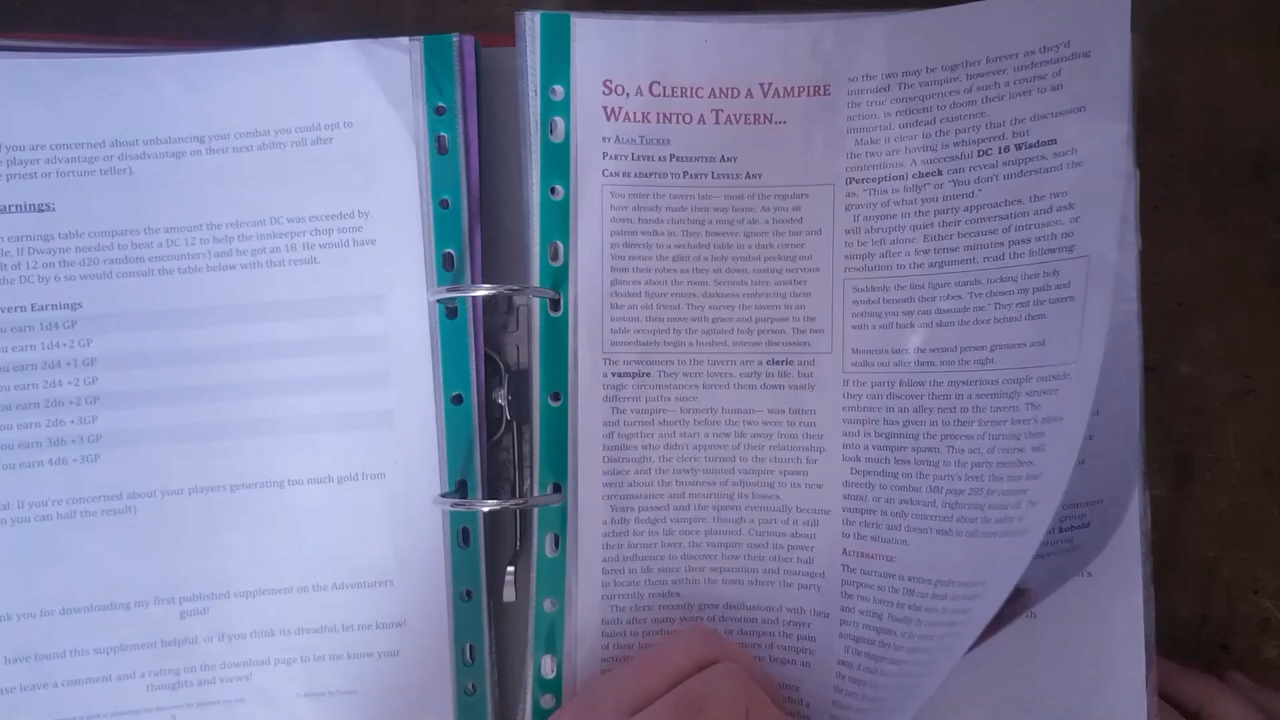 f you are concerned about unbalancing your combat you could opt to
e player advantage or disadvantage on their next ability roll after
e priest or fortune teller).
arnings:
n earnings table compares the amount the relevant DC was exceeded by.
le, If Dwayne needed to beat a DC 12 to help the innkeeper chop some
lt of 12 on the d20 random encounters) and he got an 18. He would have
the DC by 6 so would consult the table below with that result.
vern Earnings
ou earn 1d4 GP
ou earn 1d4+2 GP
ou earn 2d4 +1 GP
ou earn 2d4 +2 GP
ou earn 2d6 +2 GP
ou earn 2d6 +3GP
ou earn 3d6 +3 GP
ou earn 4d6 +3GP
al: If you're concerned about your players generating too much gold from
n you can half the result).
nk you for downloading my first published supplement on the Adventurers
guild!
have found this supplement helpful, or if you think its dreadful, let me know!
ase leave a comment and a rating on the download page to let me know your
thoughts and views!
So, a Cleric and a Vampire
Walk into a Tavern...
by Alan Tucker
Party Level as Presented: Any
Can be adapted to Party Levels: Any
You enter the tavern late— most of the regulars
have already made their way home. As you sit
down, hands clutching a mug of ale, a hooded
patron walks in. They, however, ignore the bar and
go directly to a secluded table in a dark corner.
You notice the glint of a holy symbol peeking out
from their robes as they sit down, casting nervous
glances about the room. Seconds later, another
cloaked figure enters, darkness embracing them
like an old friend. They survey the tavern in an
instant, then move with grace and purpose to the
table occupied by the agitated holy person. The two
immediately begin a hushed, intense discussion.
The newcomers to the tavern are a cleric and
a vampire. They were lovers, early in life, but
tragic circumstances forced them down vastly
different paths since.
The vampire— formerly human— was bitten
and turned shortly before the two were to run
off together and start a new life away from their
families who didn't approve of their relationship.
Distraught, the cleric turned to the church for
solace and the newly-minted vampire spawn
went about the business of adjusting to its new
circumstance and mourning its losses.
Years passed and the spawn eventually became
a fully fledged vampire, though a part of it still
ached for its life once-planned. Curious about
their former lover, the vampire used its power
and influence to discover how their other half
fared in life since their separation and managed
to locate them within the town where the party
currently resides.
The cleric recently grew disillusioned with their
faith after many years of devotion and prayer
failed to or dampen the pain
of their of vampiric
began an
since
so the two may be together forever as they'd
intended. The vampire, however, understanding
the true consequences of such a course of
action, is reticent to doom their lover to an
immortal, undead existence.
Make it clear to the party that the discussion
the two are having is whispered, but
contentious. A successful DC 16 Wisdom
(Perception) check can reveal snippets, such
as, "This is folly!" or "You don't understand the
gravity of what you intend."
If anyone in the party approaches, the two
will abruptly quiet their conversation and ask
to be left alone. Either because of intrusion, or
simply after a few tense minutes pass with no
resolution to the argument, read the following:
Suddenly, the first figure stands, tucking their holy
symbol beneath their robes. "I've chosen my path and
nothing you say can dissuade me." They exit the tavern
with a stiff back and slam the door behind them.
Moments later, the second person grimaces and
stalks out after them, into the night.
If the party follow the mysterious couple outside,
they can discover them in a seemingly sinister
embrace in an alley next to the tavern. The
vampire has given in to their former lover's
and is beginning the process of turning them
into a vampire spawn. This act, of course, will
look much less loving to the party members.
Depending on the party's level, this may lead
directly to combat (MM page 295 for vampire
stats), or an awkward, frightening stand-off. The
vampire is only concerned about the safety of
the cleric and doesn't wish to call
to the situation.
Alternatives:
The narrative is written gender
purpose so the DM can decide
the two lovers for what suits
and setting. Possibly the
party recognizes,
antagonise they
If the
away, it could
common
group
kobold